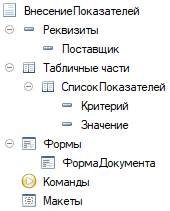 ВнесениеПоказателей
Реквизиты
Поставщик
Табличные части
СписокПоказателей
Критерий
Значение
Формы
ФормаДокумента
Команды
Макеты